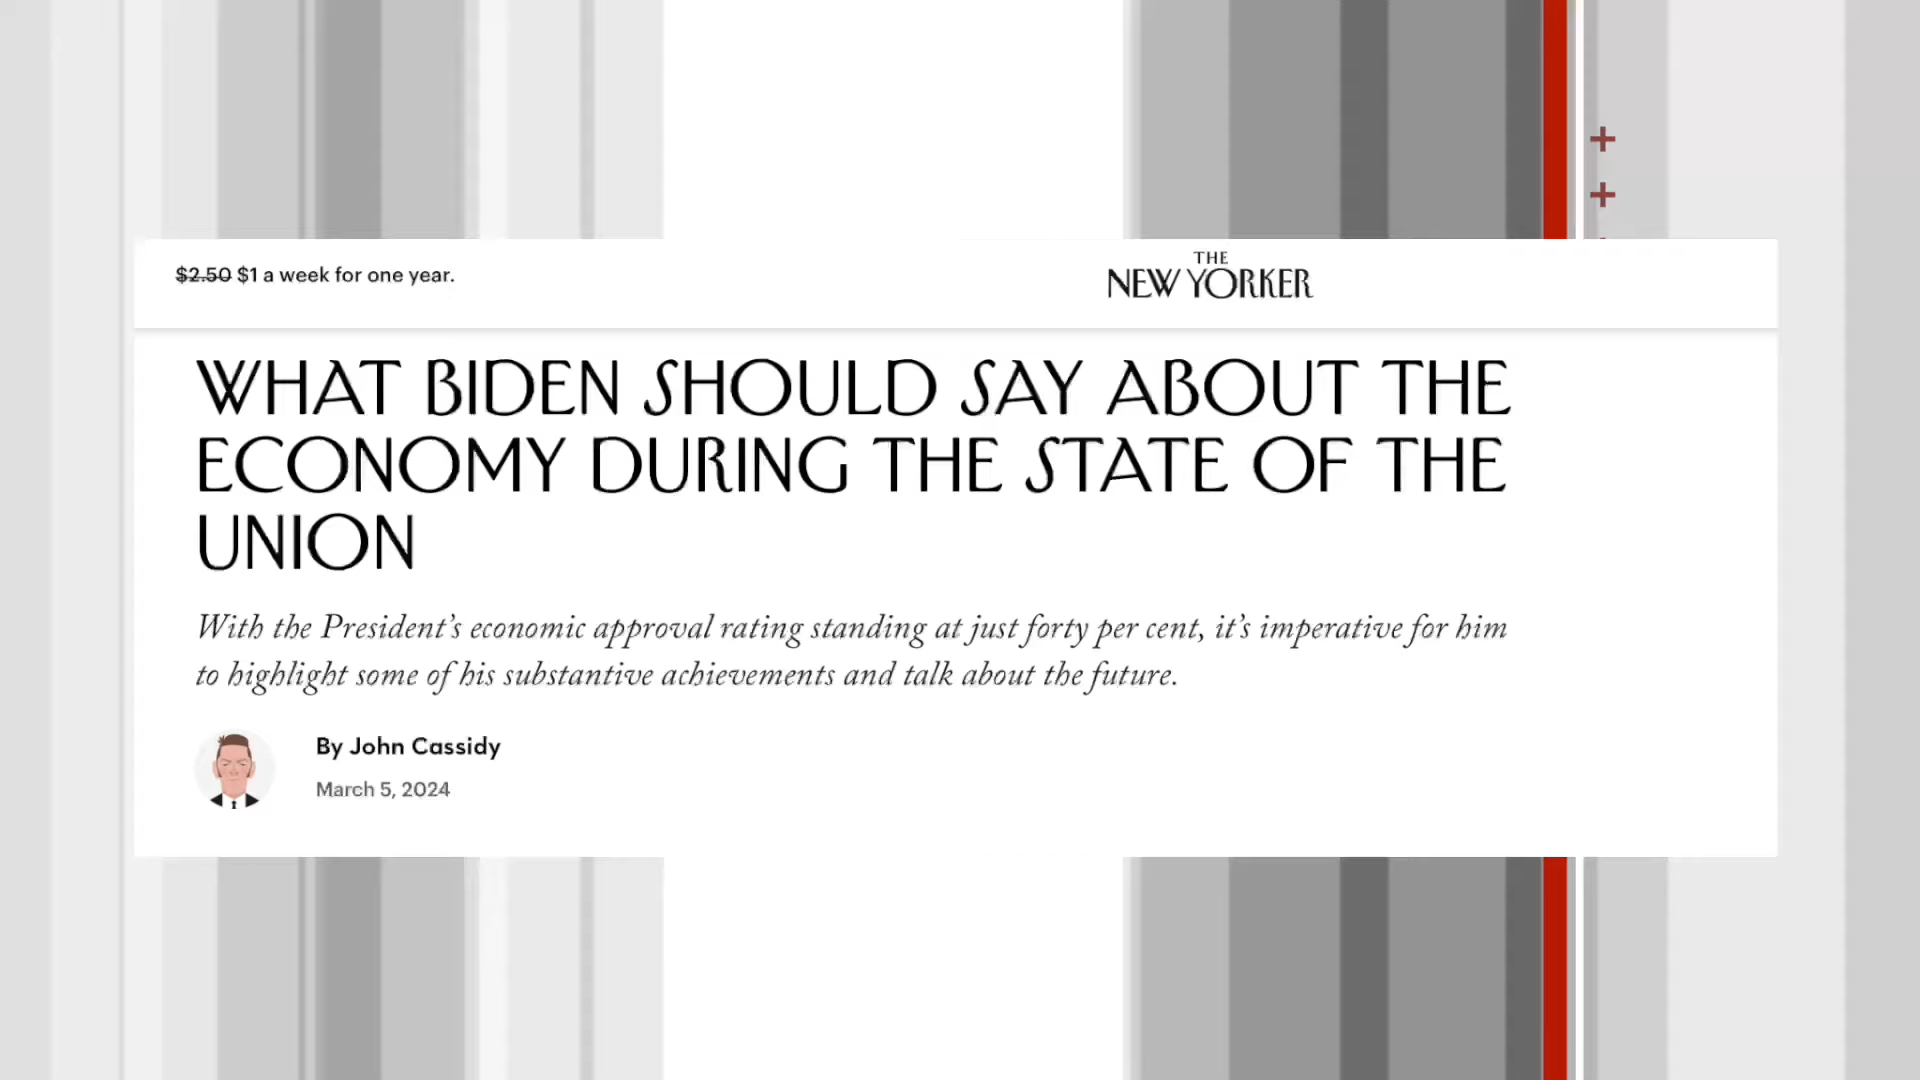 $2.50 $1 a week for one year.
THE
NEW YORKER
WHAT BIDEN SHOULD SAY ABOUT THE
ECONOMY DURING THE STATE OF THE
UNION
With the President’s economic approval rating standing at just forty per cent, it’s imperative for him
to highlight some of his substantive achievements and talk about the future.
By John Cassidy
March 5, 2024